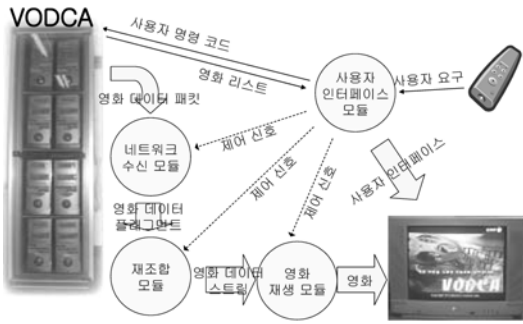 VODCA
사용자 명령 코드
영화 리스트
사용자
인터페이스
모듈
사용자 요구
영화 데이터 패킷
네트워크
수신 모듈
제어 신호
제어 신호
제어 신호
사용자 인터페이스
영화 데이터
플래그먼트
재조합
모듈
영화 데이터
스트림
영화
재생 모듈
영화
VODCA